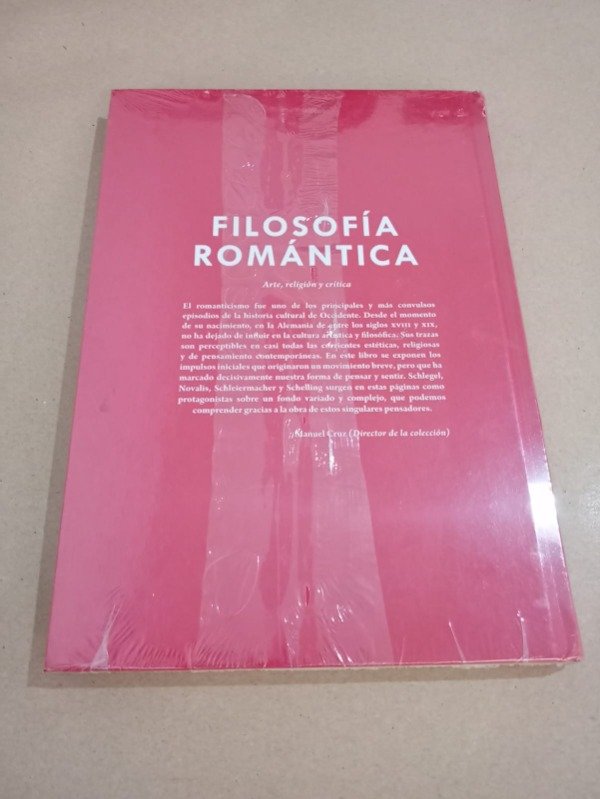 FILOSOFÍA
ROMÁNTICA
Arte, religión y crítica
El romanticismo fue uno de los principales y más convulsos
episodios de la historia cultural de Occidente. Desde el momento
de su nacimiento, en la Alemania de entre los siglos XVIII y XIX,
no ha dejado de influir en la cultura artística y filosófica. Sus trazas
son perceptibles en casi todas las corrientes estéticas, religiosas
y de pensamiento contemporáneas. En este libro se exponen los
impulsos iniciales que originaron un movimiento breve, pero que ha
marcado decisivamente nuestra forma de pensar y sentir. Schlegel,
Novalis, Schleiermacher y Schelling surgen en estas páginas como
protagonistas sobre un fondo variado y complejo, que podemos
comprender gracias a la obra de estos singulares pensadores.
Manuel Cruz (Director de la colección)